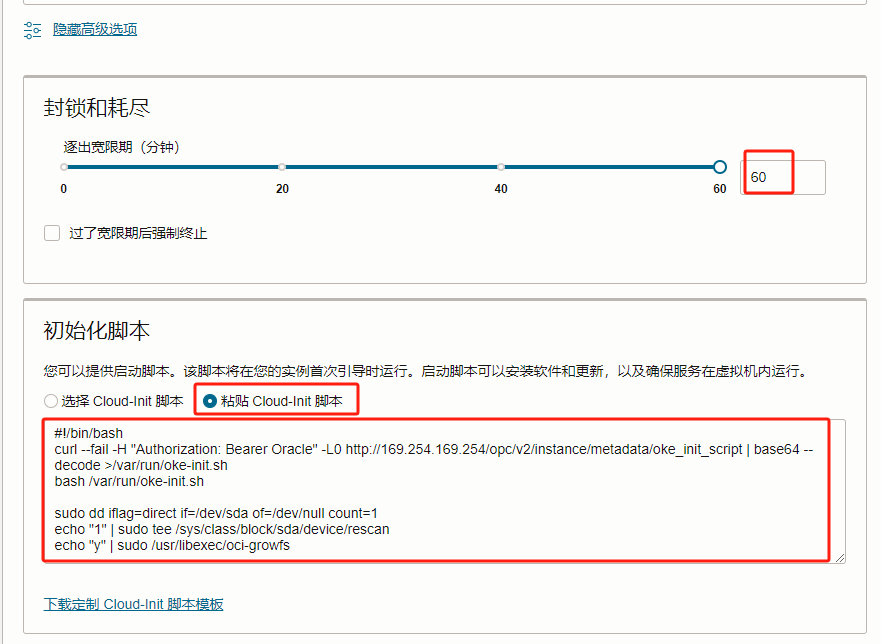 隐藏高级选项
封锁和耗尽
逐出宽限期（分钟）
0 20 40 60 60
过了宽限期后强制终止
初始化脚本
您可以提供启动脚本。该脚本将在您的实例首次引导时运行。启动脚本可以安装软件和更新，以及确保服务在虚拟机内运行。
选择 Cloud-Init 脚本 粘贴 Cloud-Init 脚本
#!/bin/bash
curl --fail -H "Authorization: Bearer Oracle" -L0 http://169.254.169.254/opc/v2/instance/metadata/oke_init_script | base64 --
decode >/var/run/oke-init.sh
bash /var/run/oke-init.sh
sudo dd iflag=direct if=/dev/sda of=/dev/null count=1
echo "1" | sudo tee /sys/class/block/sda/device/rescan
echo "y" | sudo /usr/libexec/oci-growfs
下载定制 Cloud-Init 脚本模板